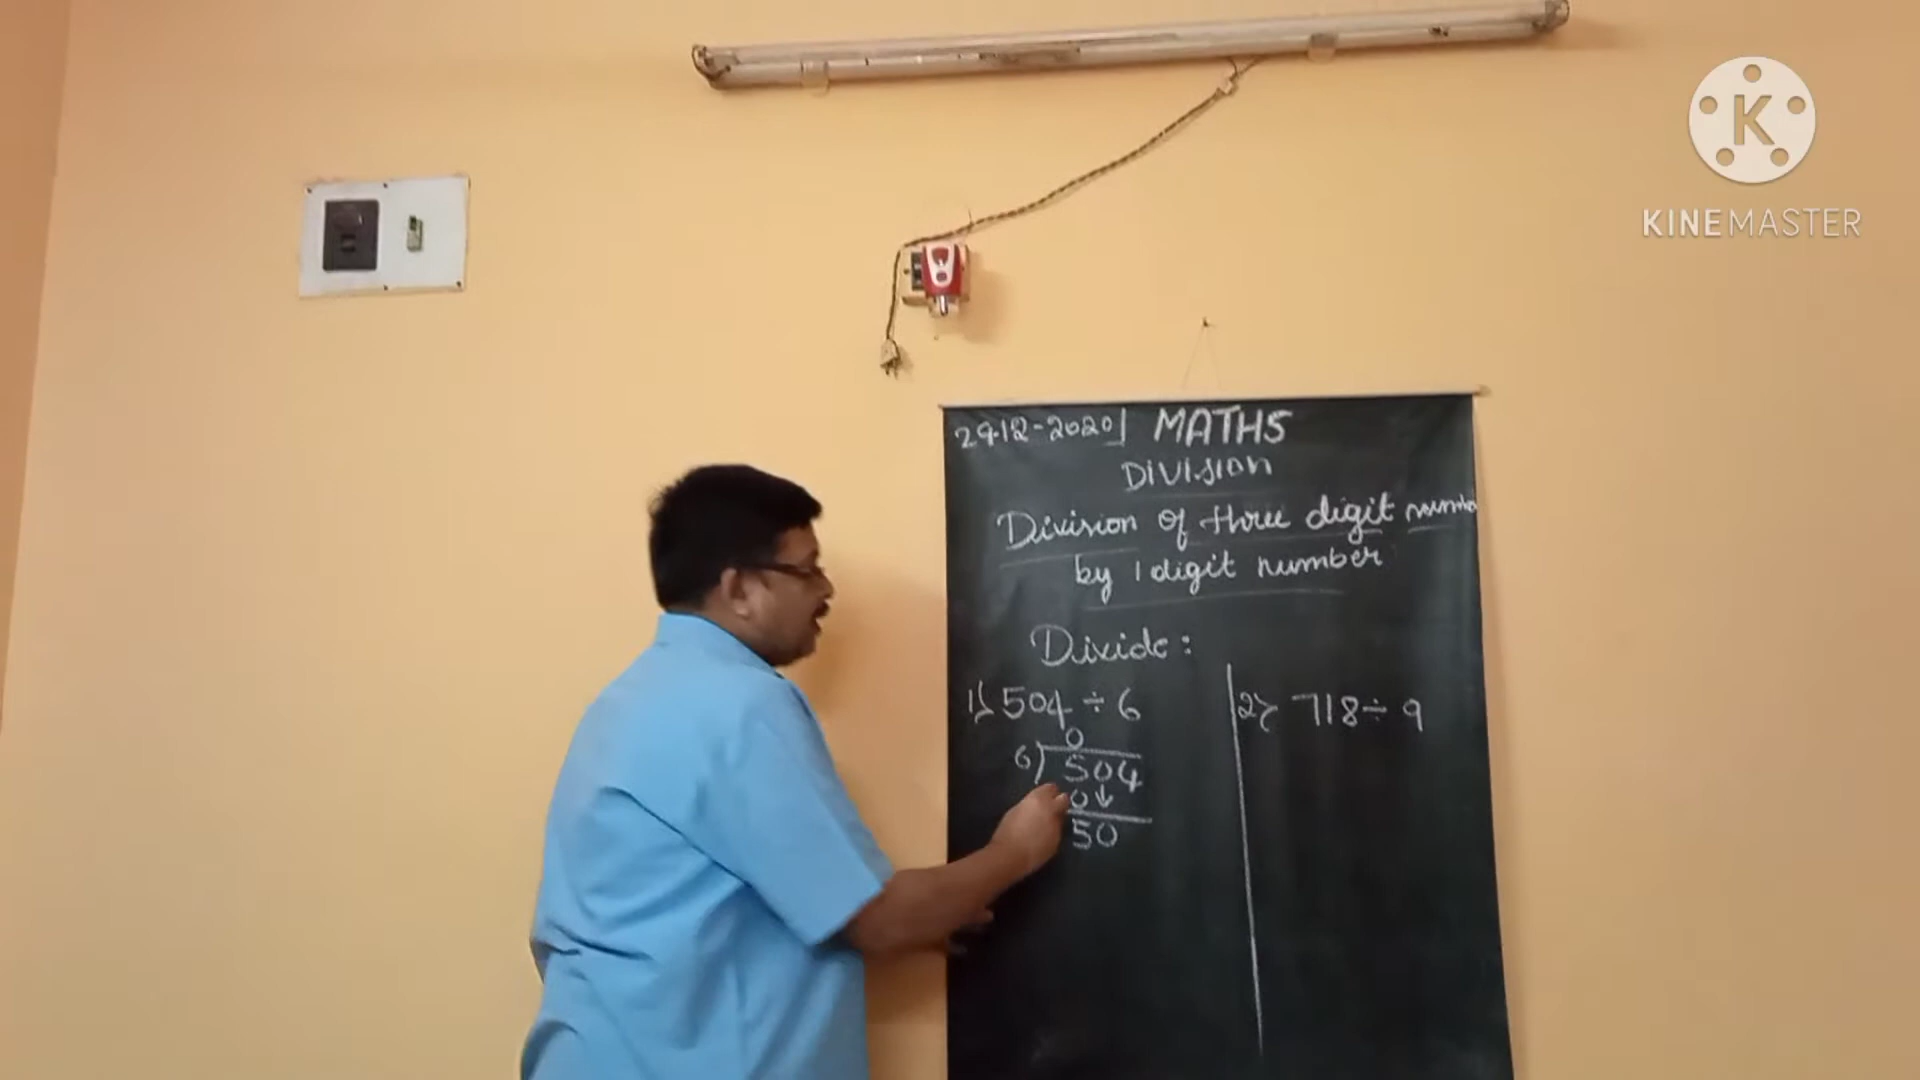 KINEMASTER
29.12-2020 MATHS
DIVISION
Division of three digit
by 1 digit number
Divide:
1) 504 ÷ 6
0
6) 504
0↓
50
2) 718 ÷ 9